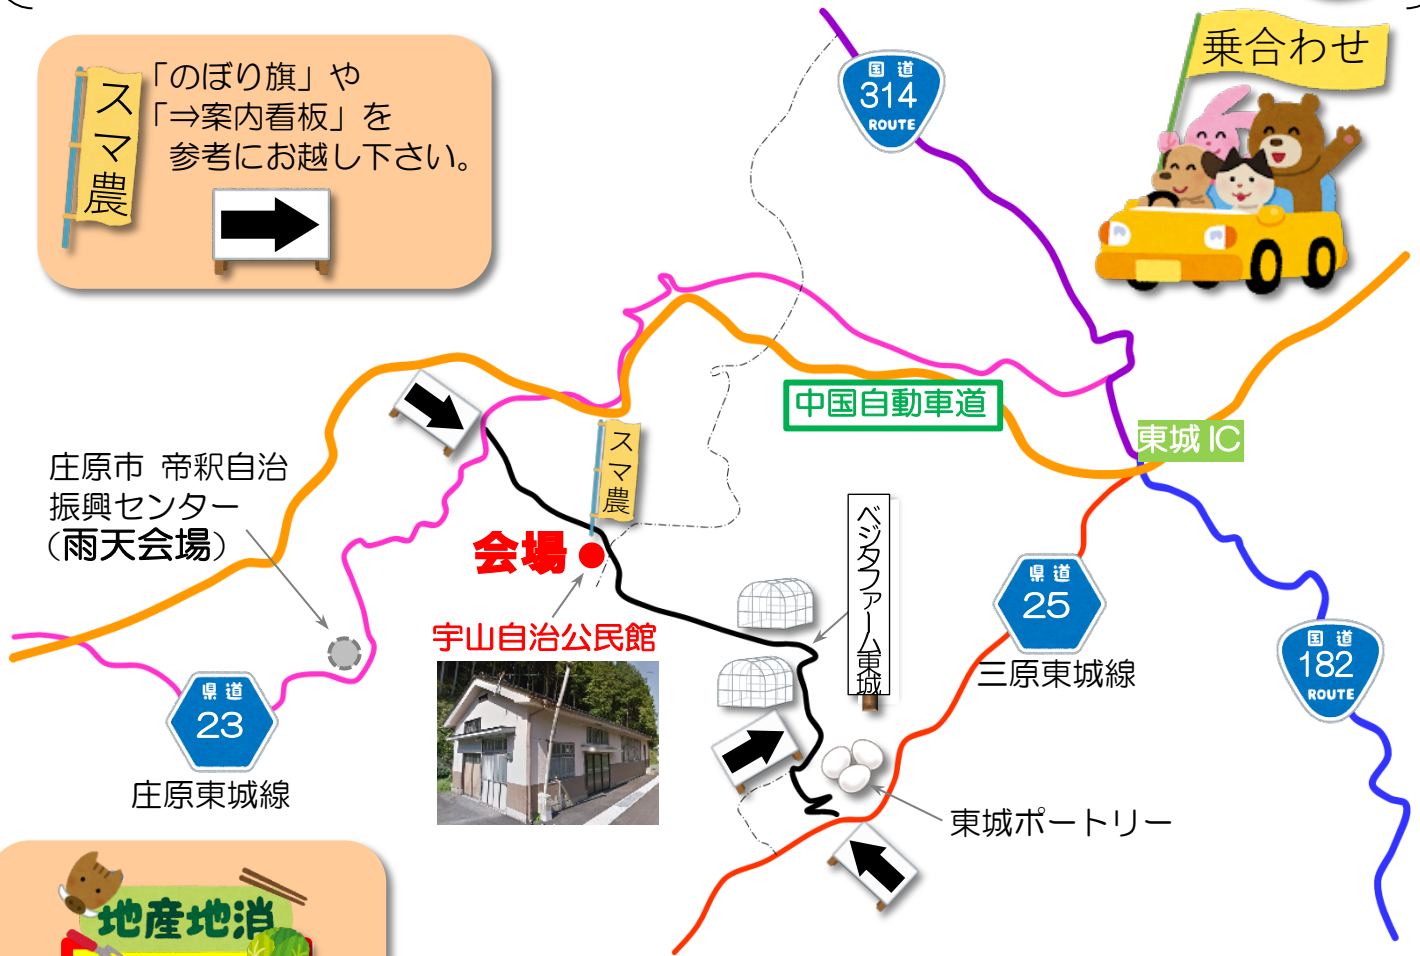 スマ農
「のぼり旗」や
「⇒案内看板」を
参考にお越し下さい。
国道
314
ROUTE
乗合わせ
中国自動車道
東城 IC
庄原市 帝釈自治
振興センター
（雨天会場）
スマ農
会場
宇山自治公民館
ベジタファーム東城
県道
25
三原東城線
国道
182
ROUTE
県道
23
庄原東城線
東城ポートリー
地産地消